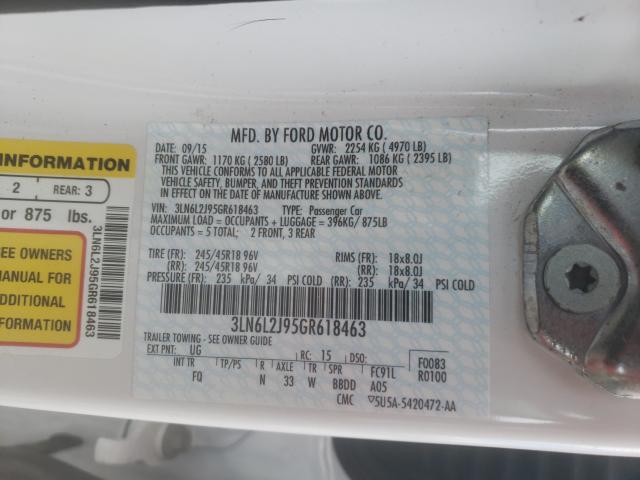 MFD. BY FORD MOTOR CO.
DATE: 09/15 GVWR: 2254 KG ( 4970 LB)
FRONT GAWR: 1170 KG ( 2580 LB) REAR GAWR: 1086 KG ( 2395 LB)
THIS VEHICLE CONFORMS TO ALL APPLICABLE FEDERAL MOTOR
VEHICLE SAFETY, BUMPER, AND THEFT PREVENTION STANDARDS IN
EFFECT ON THE DATE OF MANUFACTURE SHOWN ABOVE.
VIN: 3LN6L2J95GR618463 TYPE: Passenger Car
MAXIMUM LOAD = OCCUPANTS + LUGGAGE = 396KG/ 875LB
OCCUPANTS = 5 TOTAL: 2 FRONT, 3 REAR
TIRE (FR): 245/45R18 96V RIMS (FR): 18x8.0J
(RR): 245/45R18 96V (RR): 18x8.0J
PRESSURE (FR) 235 kPa/ 34 PSI COLD (RR) 235 kPa/ 34 PSI COLD
3LN6L2J95GR618463
TRAILER TOWING - SEE OWNER GUIDE
EXT PNT: UG RC: 15 DSO: F0083
INT TR TP/PS R AXLE TR SPR FC91L R0100
FQ N 33 W BBDD A05
CMC 5U5A-5420472-AA
INFORMATION
2 REAR: 3
or 875 lbs.
SEE OWNERS
MANUAL FOR
ADDITIONAL
3LN6L2J95GR618463